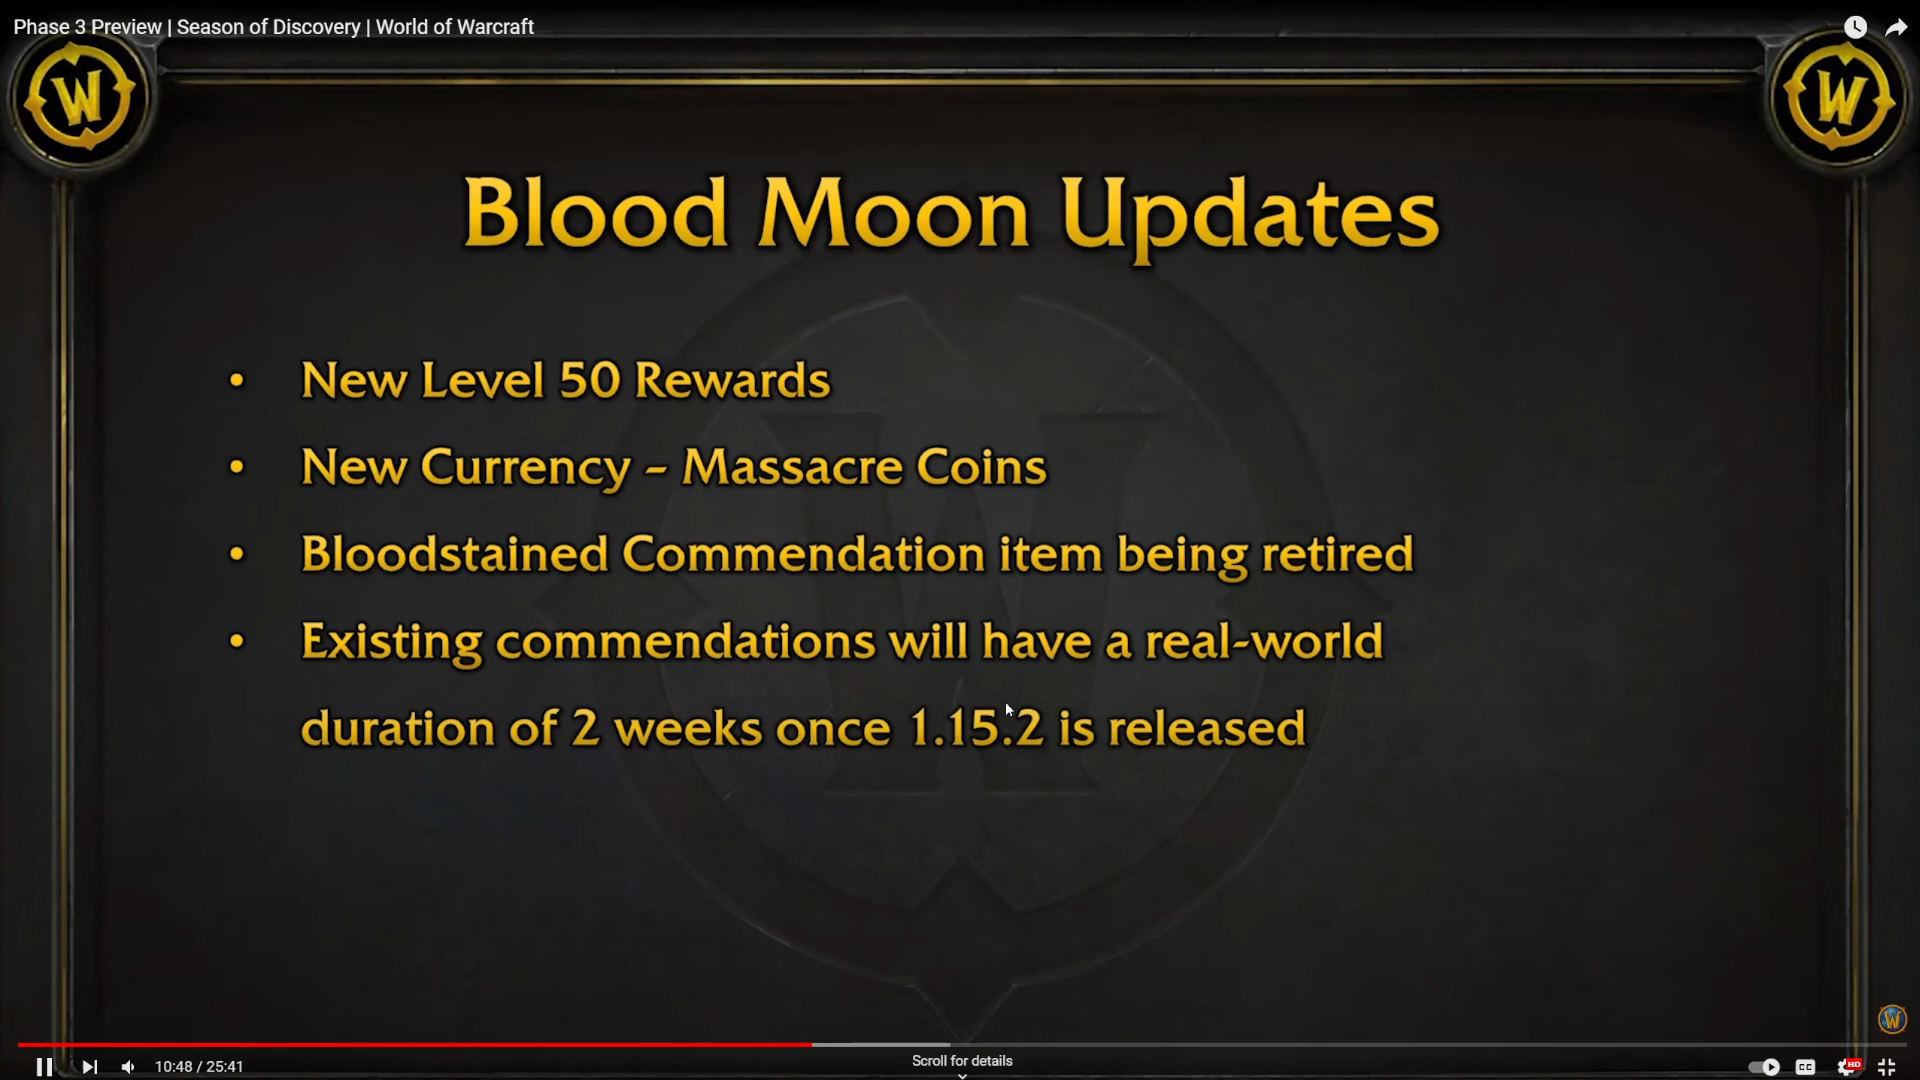 Phase 3 Preview | Season of Discovery | World of Warcraft
W
W
Blood Moon Updates
• New Level 50 Rewards
• New Currency – Massacre Coins
• Bloodstained Commendation item being retired
• Existing commendations will have a real-world
duration of 2 weeks once 1.15.2 is released
W
10:48 / 25:41
Scroll for details
CC
HD